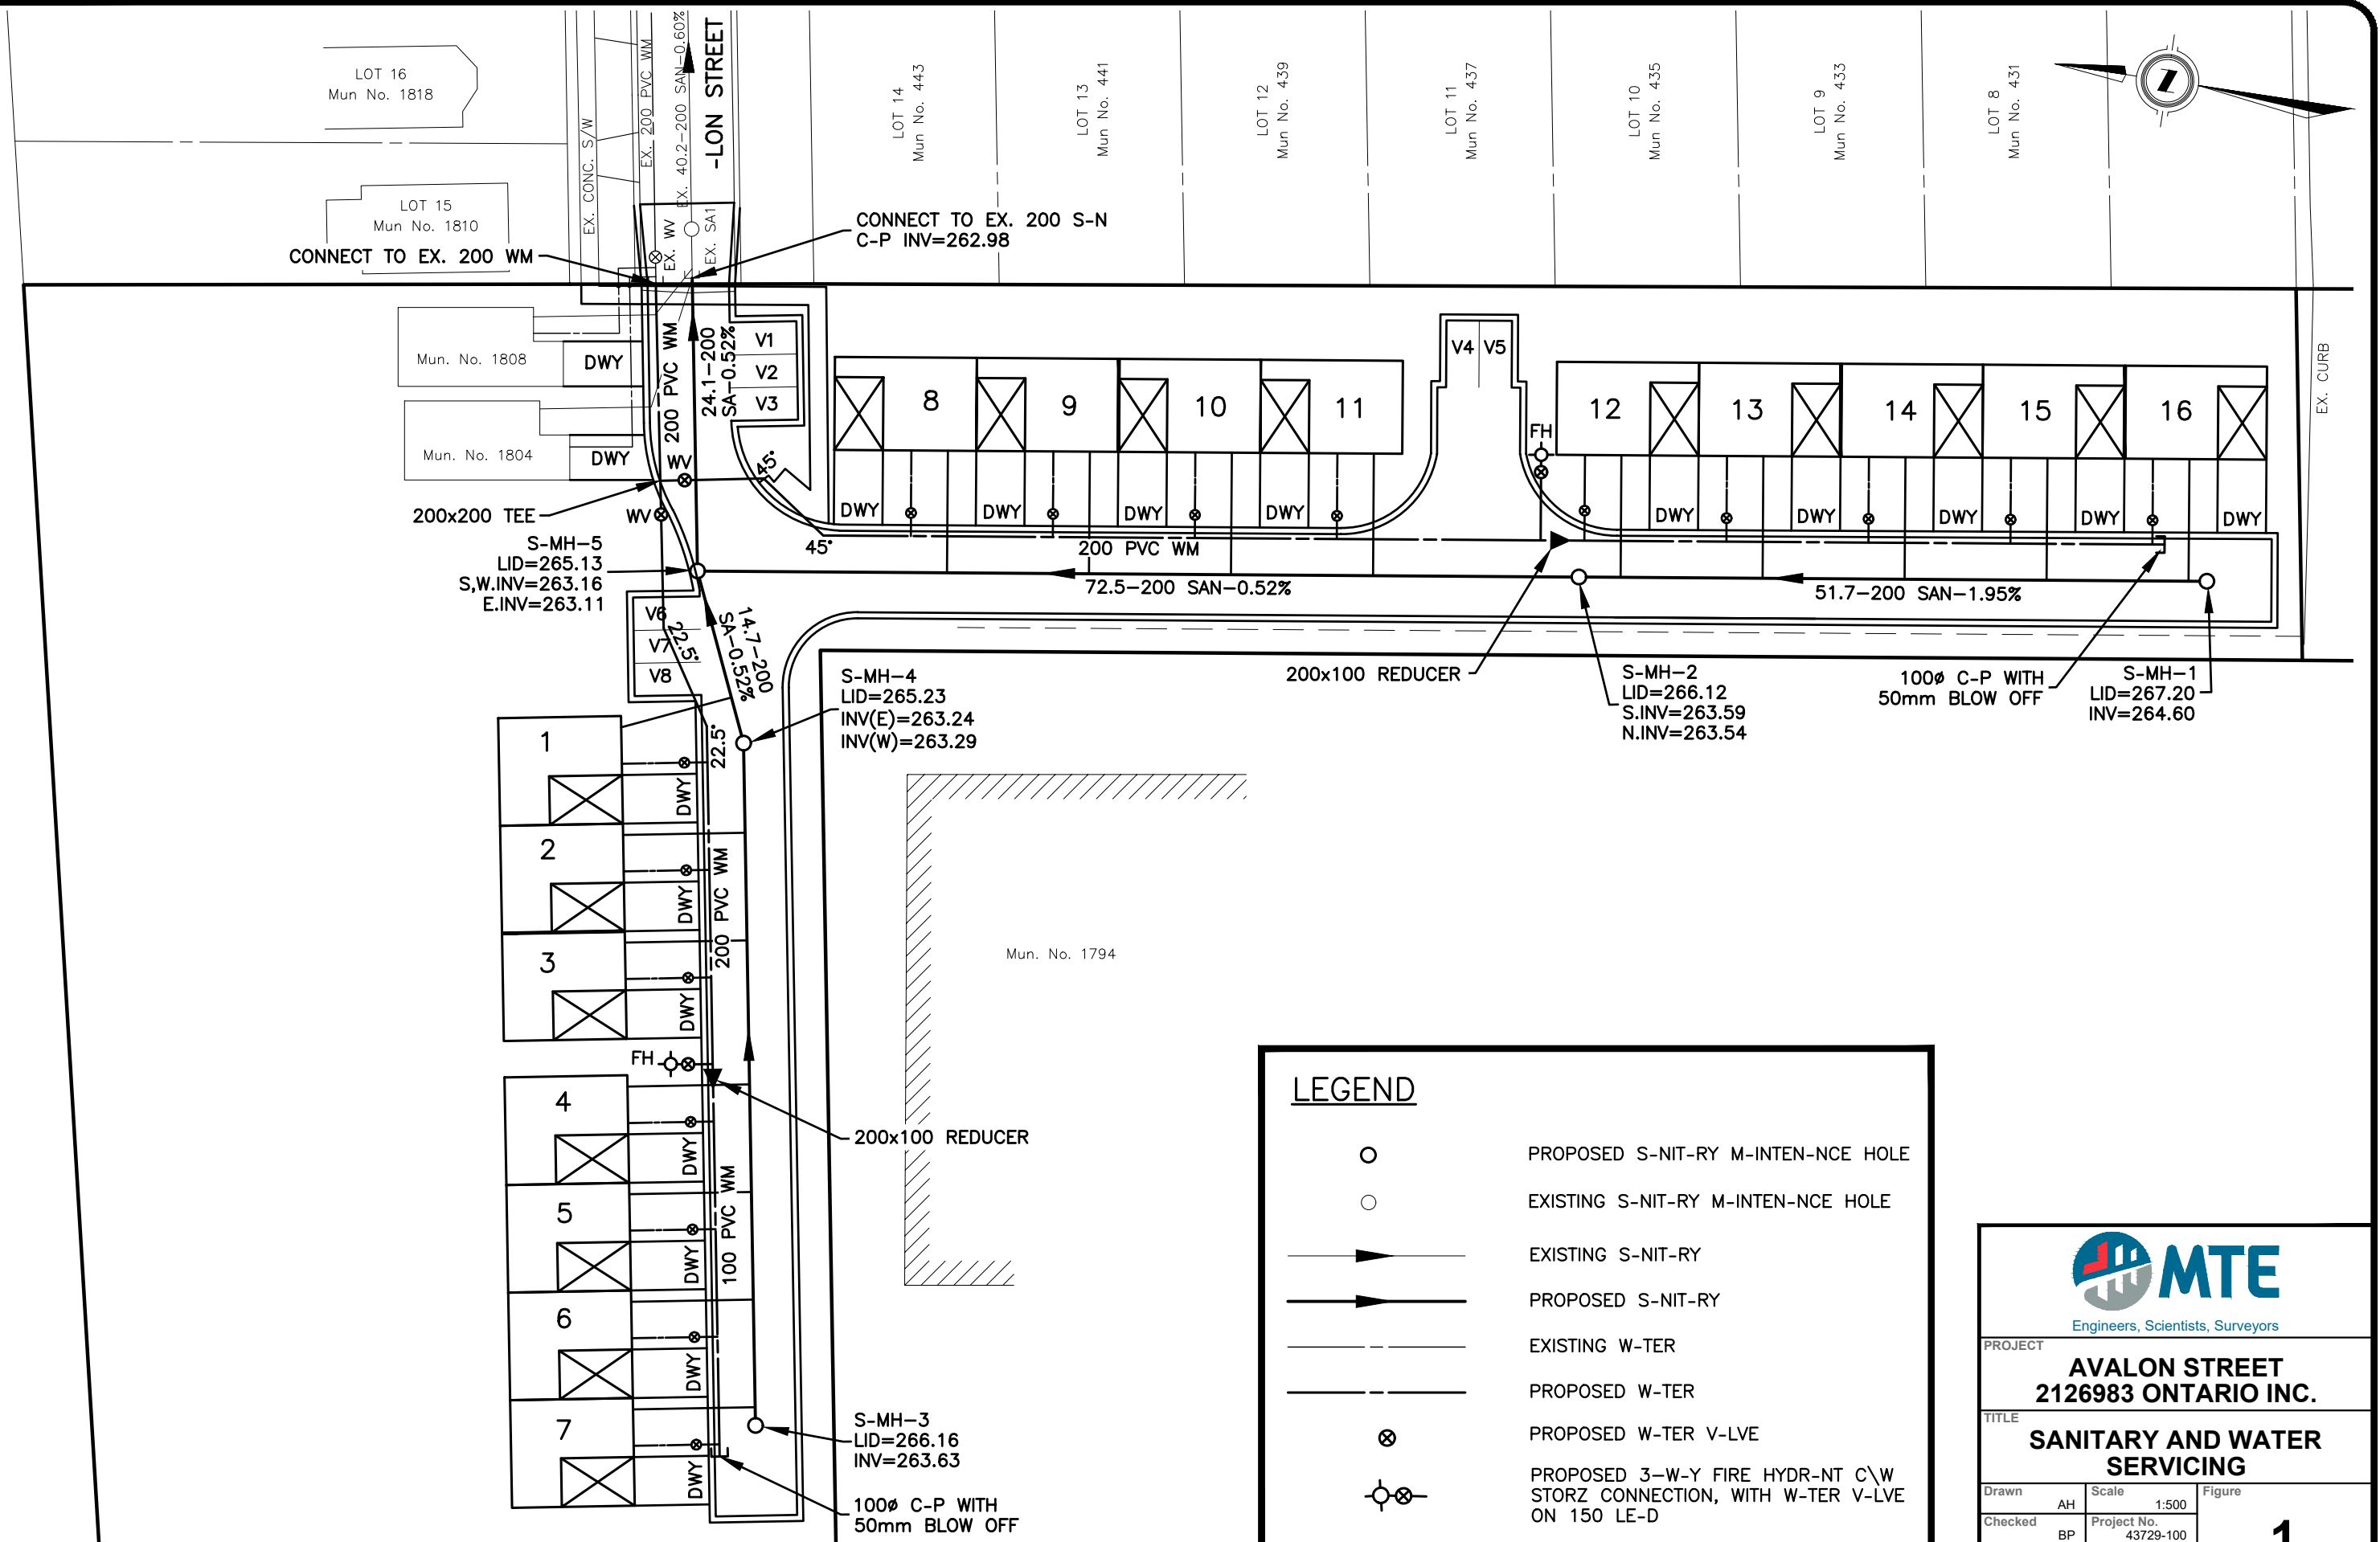 LOT 16
Mun No. 1818
LOT 15
Mun No. 1810
CONNECT TO EX. 200 WM
EX. CONC. S/W
EX. 200 PVC WM
EX. 40.2-200 SAN-0.60%
-LON STREET
EX. WV
EX. SA1
CONNECT TO EX. 200 S-N
C-P INV=262.98
LOT 14
Mun No. 443
LOT 13
Mun No. 441
LOT 12
Mun No. 439
LOT 11
Mun No. 437
LOT 10
Mun No. 435
LOT 9
Mun No. 433
LOT 8
Mun No. 431
Z
EX. CURB
Mun. No. 1808
DWY
Mun. No. 1804
DWY
200 PVC WM
24.1-200
SA-0.52%
V1
V2
V3
WV
WV
45°
45°
200x200 TEE
S-MH-5
LID=265.13
S,W.INV=263.16
E.INV=263.11
8
9
10
11
DWY
DWY
DWY
DWY
V4
V5
FH
12
13
14
15
16
DWY
DWY
DWY
DWY
DWY
200 PVC WM
72.5-200 SAN-0.52%
51.7-200 SAN-1.95%
200x100 REDUCER
S-MH-2
LID=266.12
S.INV=263.59
N.INV=263.54
100ø C-P WITH
50mm BLOW OFF
S-MH-1
LID=267.20
INV=264.60
V6
V7
V8
22.5°
14.7-200
SA-0.52%
22.5°
S-MH-4
LID=265.23
INV(E)=263.24
INV(W)=263.29
1
DWY
2
DWY
3
DWY
200 PVC WM
FH
4
DWY
5
DWY
6
DWY
7
DWY
100 PVC WM
200x100 REDUCER
S-MH-3
LID=266.16
INV=263.63
100ø C-P WITH
50mm BLOW OFF
Mun. No. 1794
LEGEND
PROPOSED S-NIT-RY M-INTEN-NCE HOLE
EXISTING S-NIT-RY M-INTEN-NCE HOLE
EXISTING S-NIT-RY
PROPOSED S-NIT-RY
EXISTING W-TER
PROPOSED W-TER
PROPOSED W-TER V-LVE
PROPOSED 3-W-Y FIRE HYDR-NT C\W
STORZ CONNECTION, WITH W-TER V-LVE
ON 150 LE-D
MTE
Engineers, Scientists, Surveyors
PROJECT
AVALON STREET
2126983 ONTARIO INC.
TITLE
SANITARY AND WATER
SERVICING
Drawn
AH
Scale
1:500
Figure
Checked
BP
Project No.
43729-100
1